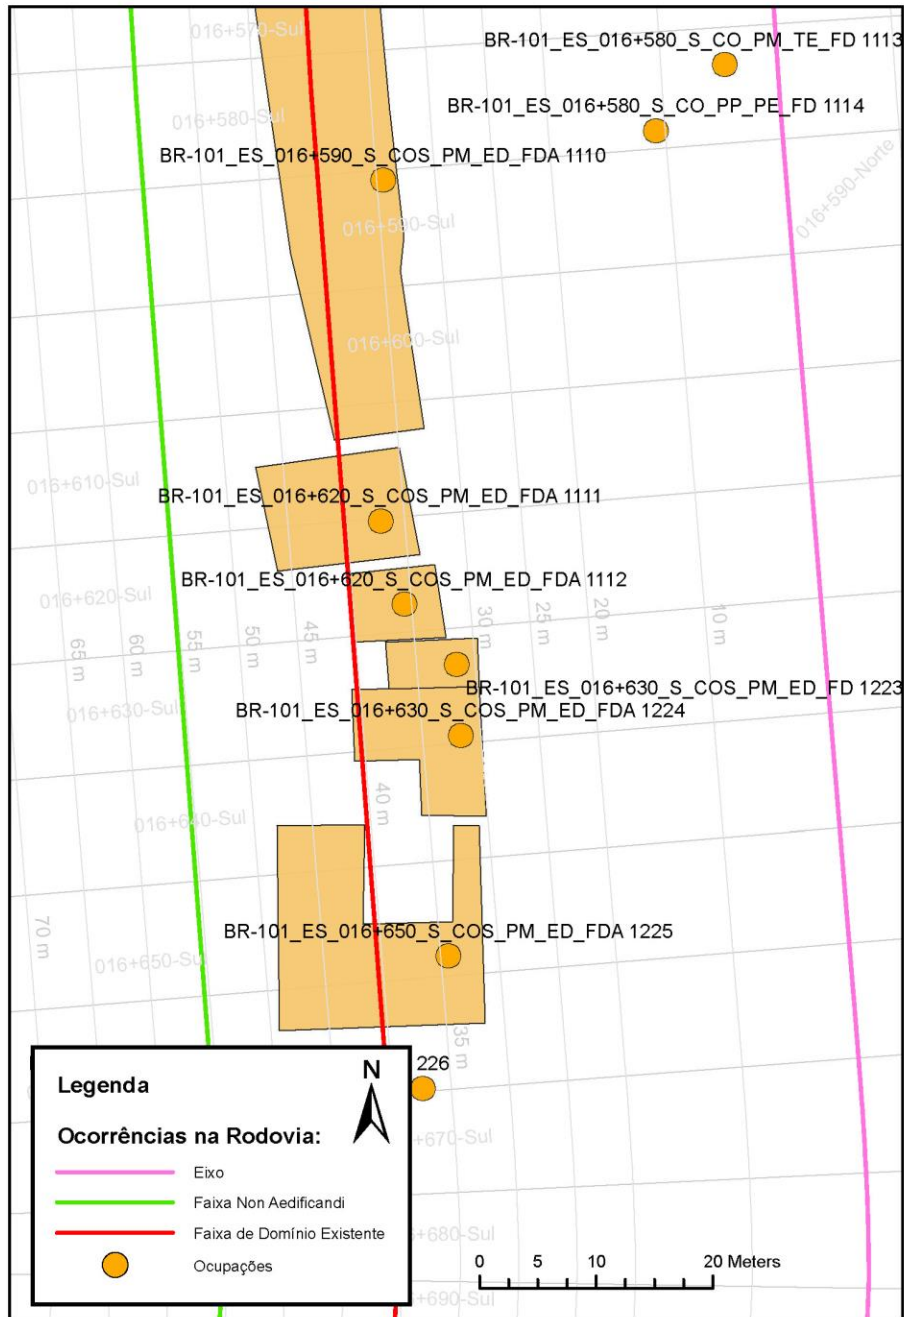 016+570-Sul
BR-101_ES_016+580_S_CO_PM_TE_FD 1113
BR-101_ES_016+580_S_CO_PP_PE_FD 1114
016+580-Sul
BR-101_ES_016+590_S_COS_PM_ED_FDA 1110
016+590-Norte
016+590-Sul
016+600-Sul
016+610-Sul
BR-101_ES_016+620_S_COS_PM_ED_FDA 1111
BR-101_ES_016+620_S_COS_PM_ED_FDA 1112
016+620-Sul
65 m
60 m
55 m
50 m
45 m
30 m
25 m
20 m
10 m
BR-101_ES_016+630_S_COS_PM_ED_FD 1223
016+630-Sul
BR-101_ES_016+630_S_COS_PM_ED_FDA 1224
40 m
016+640-Sul
70 m
BR-101_ES_016+650_S_COS_PM_ED_FDA 1225
016+650-Sul
35 m
226
+670-Sul
+680-Sul
+690-Sul
Legenda
N
Ocorrências na Rodovia:
Eixo
Faixa Non Aedificandi
Faixa de Domínio Existente
Ocupações
0 5 10 20 Meters